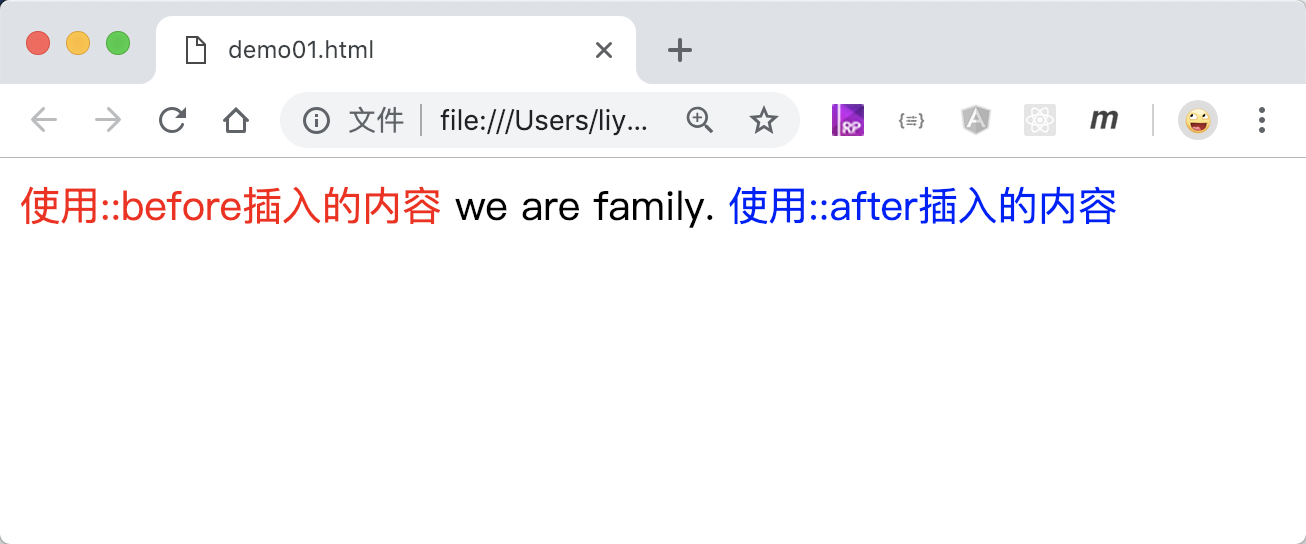 demo01.html
文件 file:///Users/liy...
RP {≡} A m
使用::before插入的内容 we are family. 使用::after插入的内容